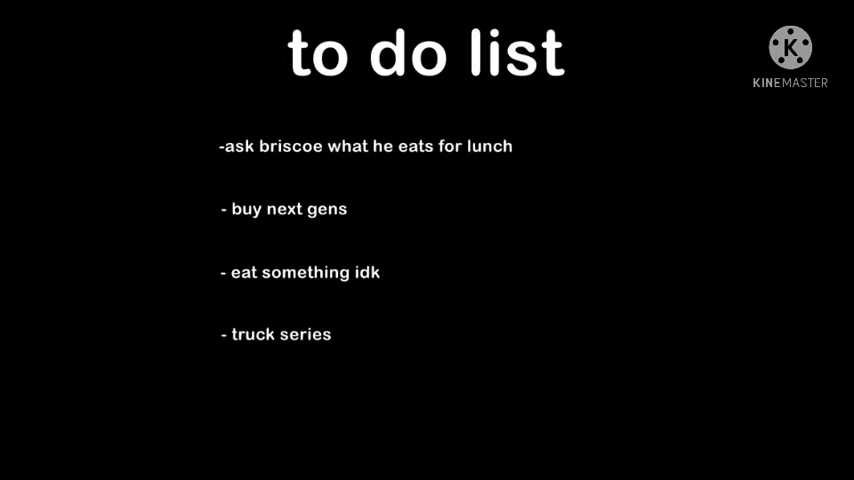 to do list
K
KINEMASTER
-ask briscoe what he eats for lunch
- buy next gens
- eat something idk
- truck series